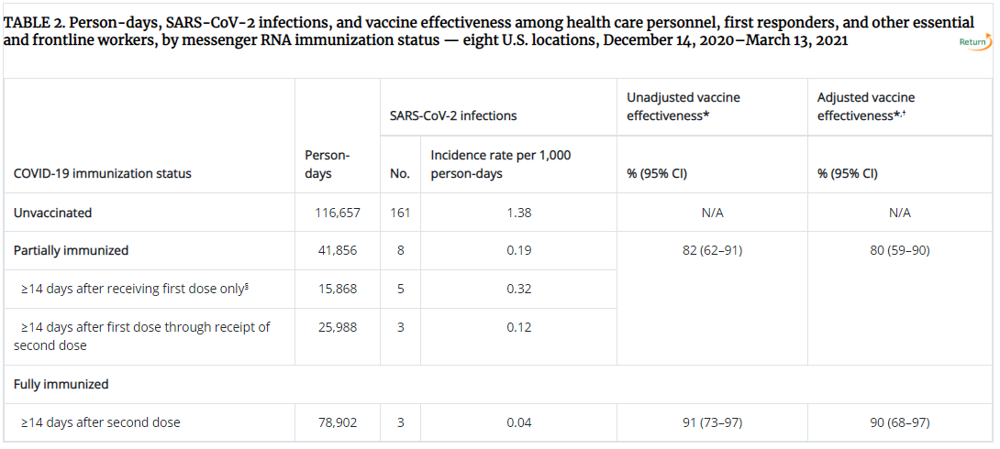 TABLE 2. Person-days, SARS-CoV-2 infections, and vaccine effectiveness among health care personnel, first responders, and other essential
and frontline workers, by messenger RNA immunization status — eight U.S. locations, December 14, 2020–March 13, 2021
Return
COVID-19 immunization status
Person-
days
SARS-CoV-2 infections
No.
Incidence rate per 1,000
person-days
Unadjusted vaccine
effectiveness*
% (95% CI)
Adjusted vaccine
effectiveness*,†
% (95% CI)
Unvaccinated 116,657 161 1.38 N/A N/A
Partially immunized 41,856 8 0.19 82 (62–91) 80 (59–90)
≥14 days after receiving first dose only§ 15,868 5 0.32
≥14 days after first dose through receipt of
second dose 25,988 3 0.12
Fully immunized
≥14 days after second dose 78,902 3 0.04 91 (73–97) 90 (68–97)